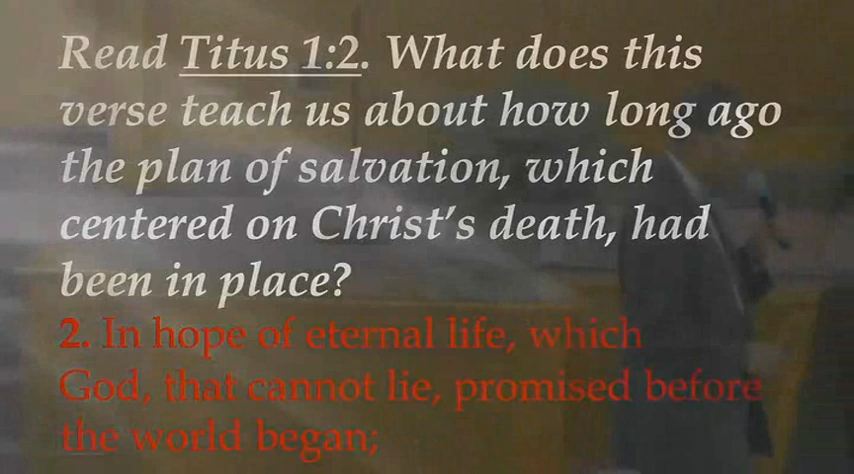 Read Titus 1:2. What does this
verse teach us about how long ago
the plan of salvation, which
centered on Christ's death, had
been in place?
2. In hope of eternal life, which
God, that cannot lie, promised before
the world began;